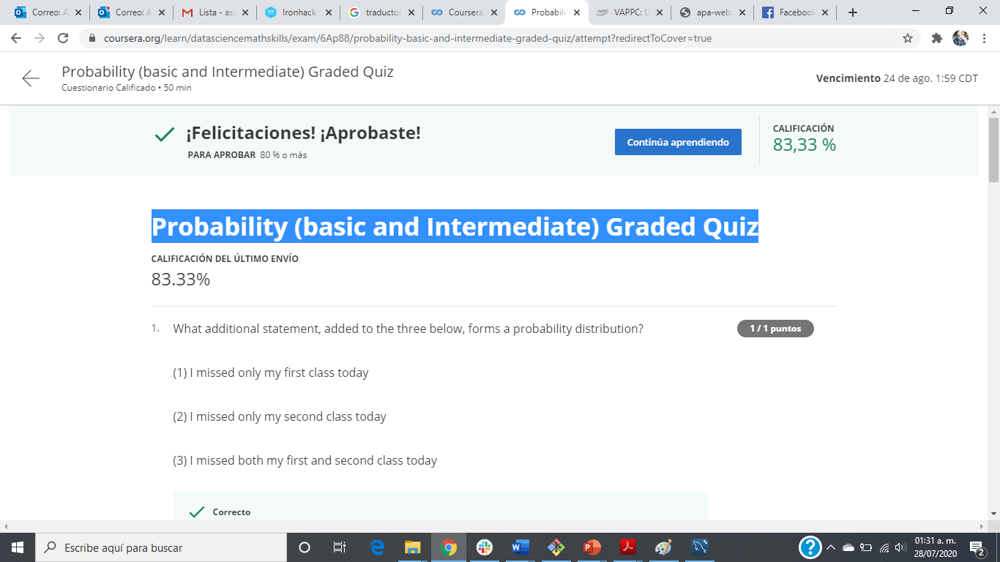 Correo: A
Correo: A
Lista - asa
Ironhack
traductor
Coursera
Probabili
VAPPC: U
apa-webs
Facebook
coursera.org/learn/datasciencemathskills/exam/6Ap88/probability-basic-and-intermediate-graded-quiz/attempt?redirectToCover=true
Probability (basic and Intermediate) Graded Quiz
Cuestionario Calificado • 50 min
Vencimiento 24 de ago. 1:59 CDT
¡Felicitaciones! ¡Aprobaste!
PARA APROBAR 80 % o más
Continúa aprendiendo
CALIFICACIÓN
83,33 %
Probability (basic and Intermediate) Graded Quiz
CALIFICACIÓN DEL ÚLTIMO ENVÍO
83.33%
1. What additional statement, added to the three below, forms a probability distribution?
1 / 1 puntos
(1) I missed only my first class today
(2) I missed only my second class today
(3) I missed both my first and second class today
Correcto
Escribe aquí para buscar
01:31 a. m.
28/07/2020
2